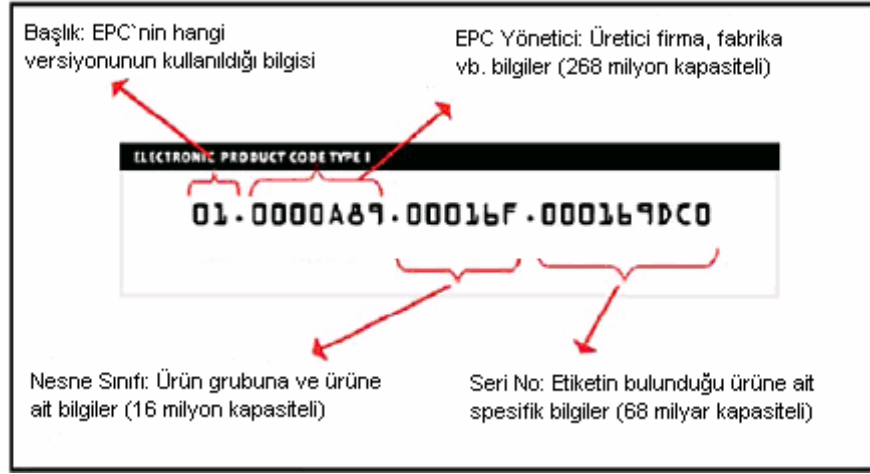 Başlık: EPC`nin hangi
versiyonunun kullanıldığı bilgisi
EPC Yönetici: Üretici firma, fabrika
vb. bilgiler (268 milyon kapasiteli)
ELECTRONIC PRODUCT CODE TYPE I
01.0000A89.00016F.000169DC0
Nesne Sınıfı: Ürün grubuna ve ürüne
ait bilgiler (16 milyon kapasiteli)
Seri No: Etiketin bulunduğu ürüne ait
spesifik bilgiler (68 milyar kapasiteli)